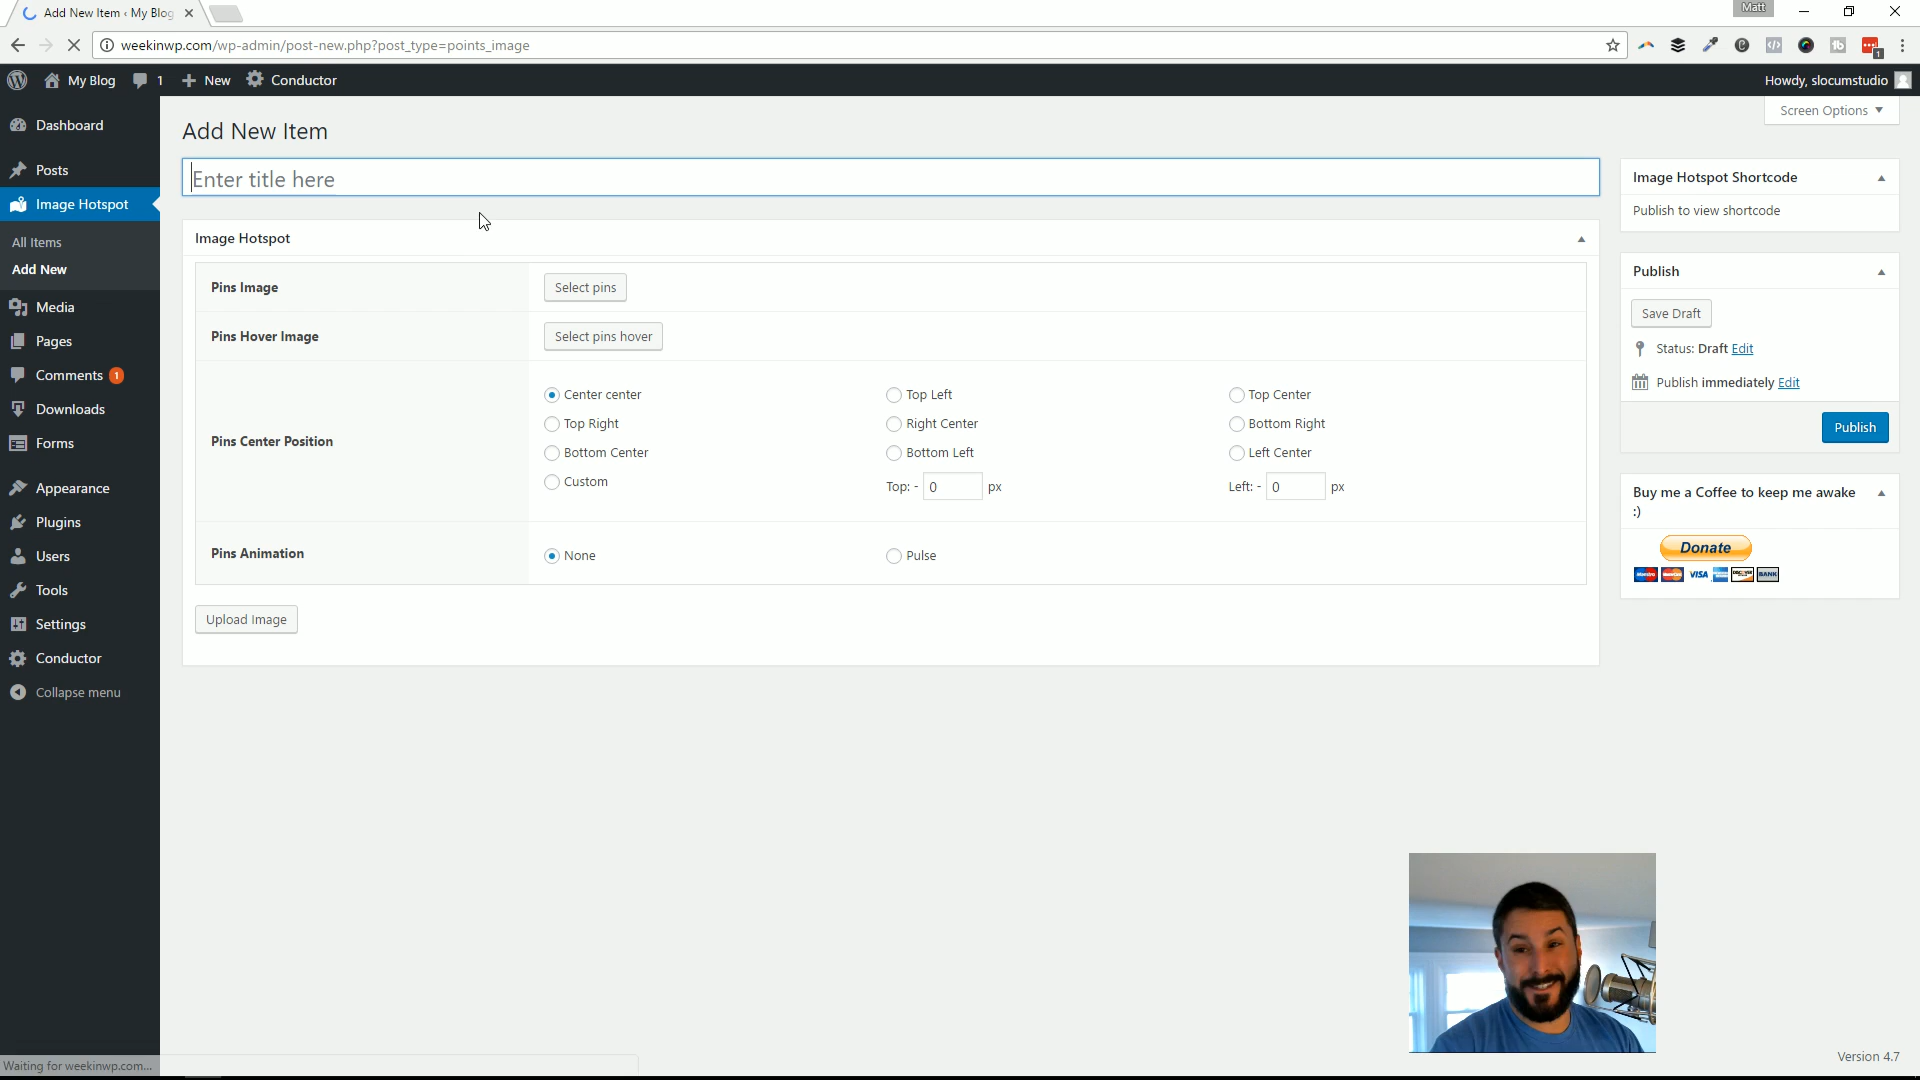 Add New Item ‹ My Blog
Matt
weekinwp.com/wp-admin/post-new.php?post_type=points_image
1
My Blog
1
New
Conductor
Howdy, slocumstudio
Screen Options
Dashboard
Posts
Image Hotspot
All Items
Add New
Media
Pages
Comments 1
Downloads
Forms
Appearance
Plugins
Users
Tools
Settings
Conductor
Collapse menu
Add New Item
Enter title here
Image Hotspot
Pins Image
Select pins
Pins Hover Image
Select pins hover
Pins Center Position
Center center
Top Left
Top Center
Top Right
Right Center
Bottom Right
Bottom Center
Bottom Left
Left Center
Custom
Top: - 0 px
Left: - 0 px
Pins Animation
None
Pulse
Upload Image
Image Hotspot Shortcode
Publish to view shortcode
Publish
Save Draft
Status: Draft Edit
Publish immediately Edit
Publish
Buy me a Coffee to keep me awake
:)
Donate
VISA
BANK
Waiting for weekinwp.com...
Version 4.7